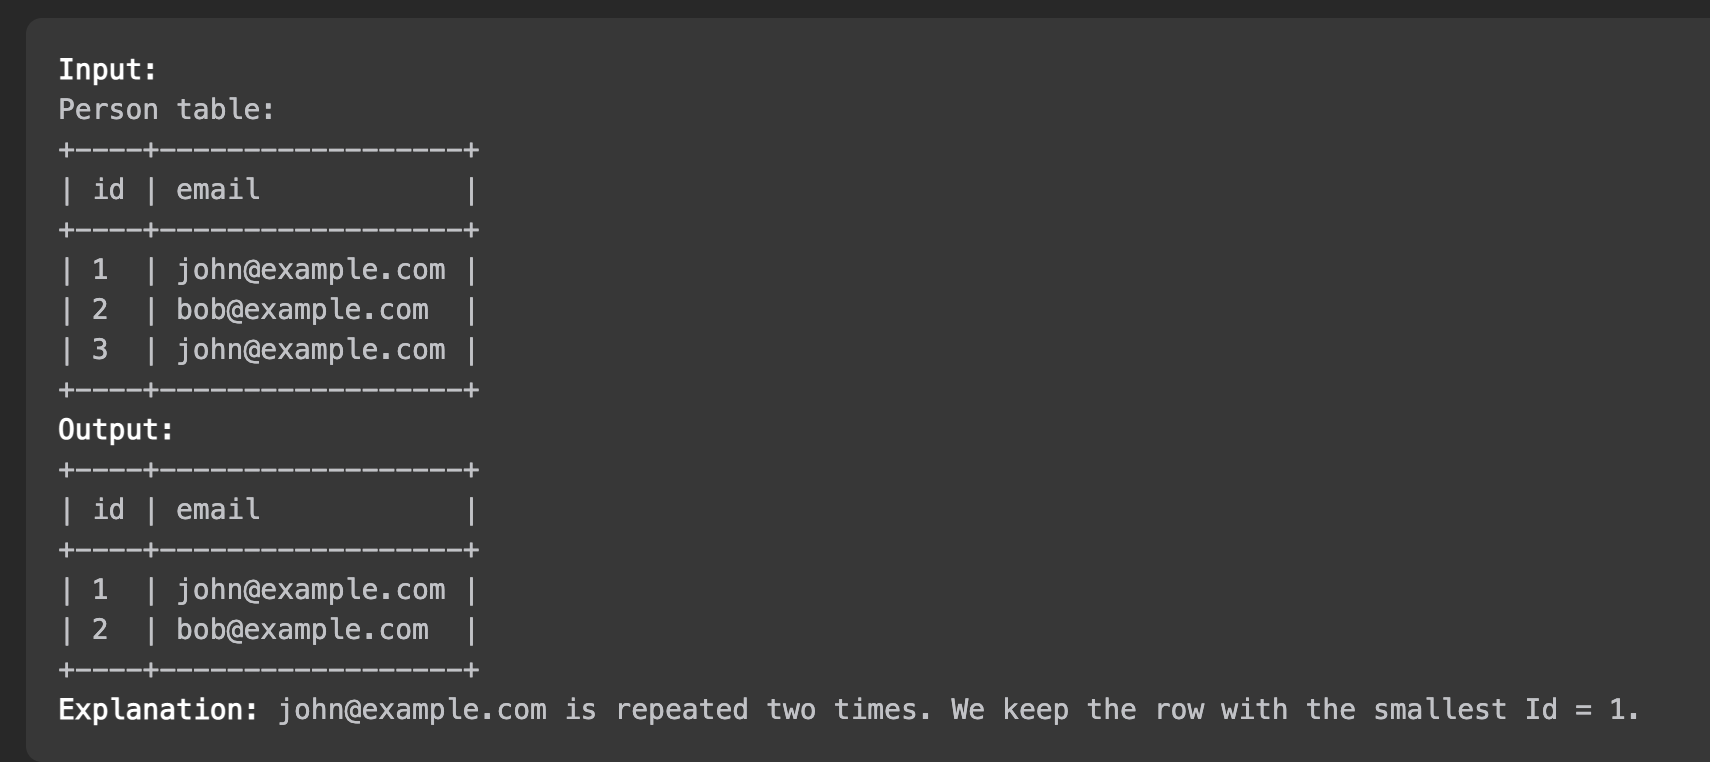 Input:
Person table:
+----+------------------+
| id | email            |
+----+------------------+
| 1  | john@example.com |
| 2  | bob@example.com  |
| 3  | john@example.com |
+----+------------------+
Output:
+----+------------------+
| id | email            |
+----+------------------+
| 1  | john@example.com |
| 2  | bob@example.com  |
+----+------------------+
Explanation: john@example.com is repeated two times. We keep the row with the smallest Id = 1.